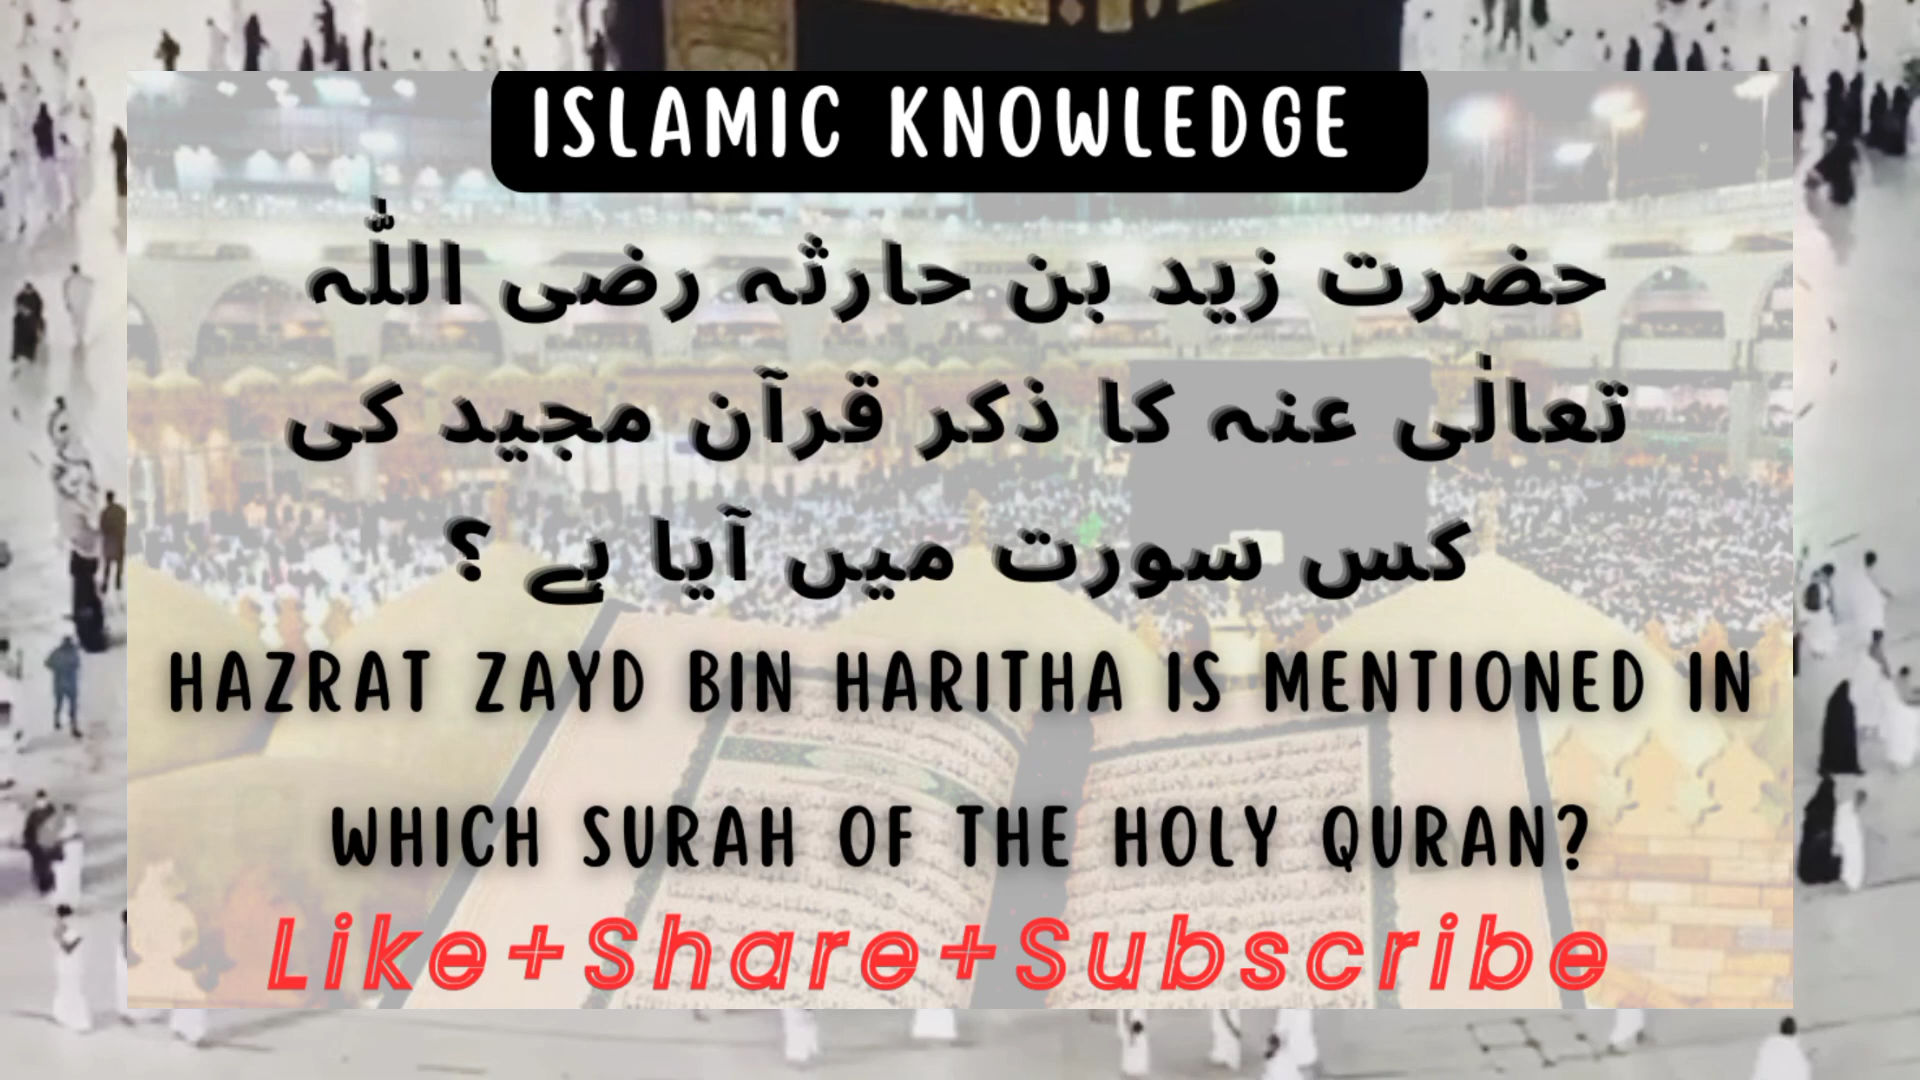 ISLAMIC KNOWLEDGE
حضرت زید بن حارثہ رضی اللّٰہ
تعالٰی عنہ کا ذکر قرآن مجید کی
کس سورت میں آیا ہے ؟
HAZRAT ZAYD BIN HARITHA IS MENTIONED IN
WHICH SURAH OF THE HOLY QURAN?
Like+Share+Subscribe